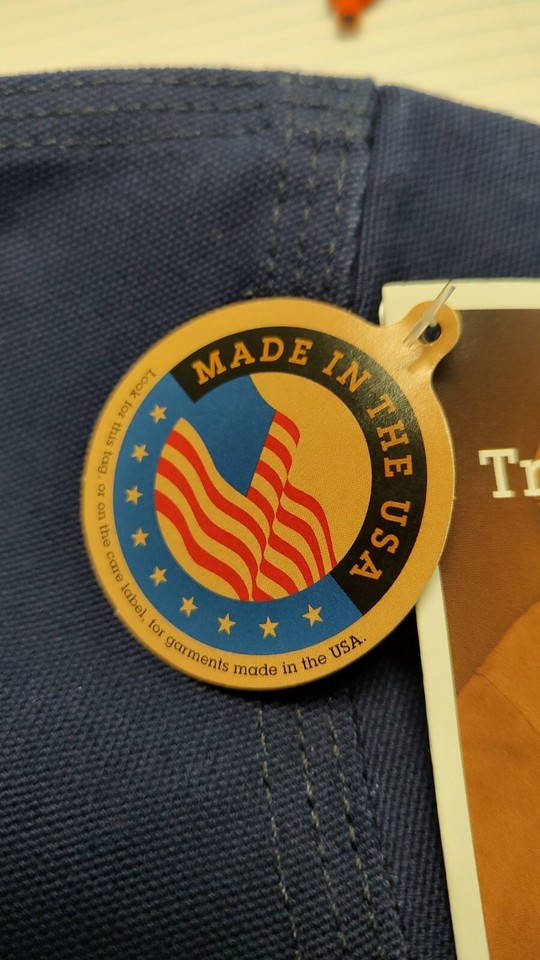 MADE IN THE USA
Look for this tag, or on the care label, for garments made in the USA.
Tr